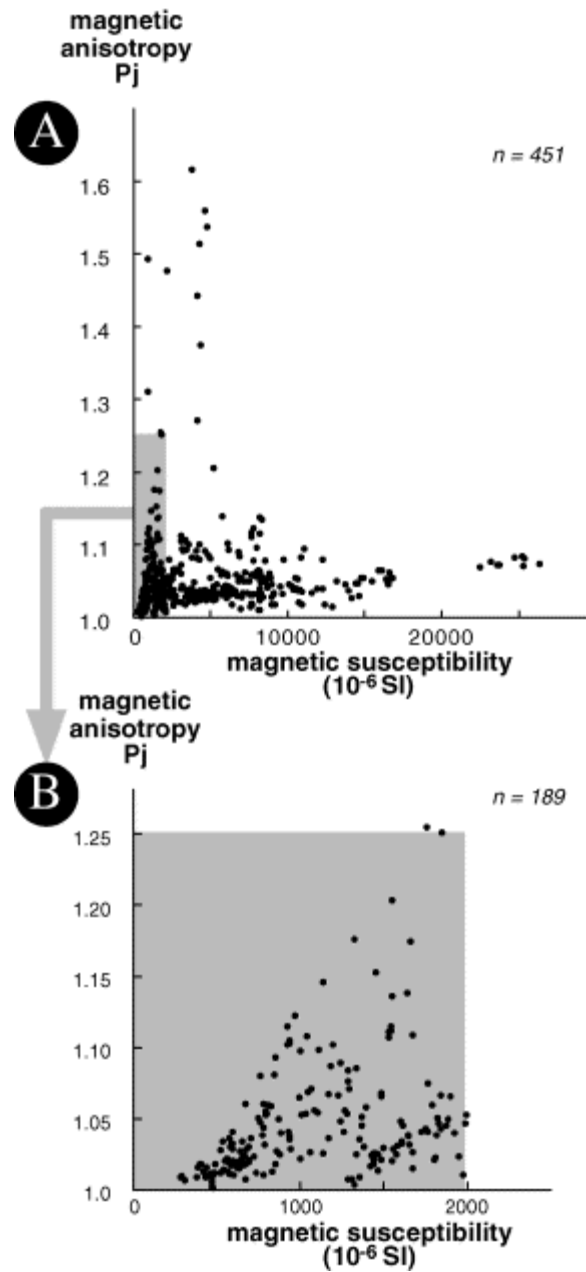 magnetic
anisotropy
Pj
A
n = 451
1.6
1.5
1.4
1.3
1.2
1.1
1.0
0
10000
20000
magnetic susceptibility
(10⁻⁶ SI)
magnetic
anisotropy
Pj
B
n = 189
1.25
1.20
1.15
1.10
1.05
1.0
0
1000
2000
magnetic susceptibility
(10⁻⁶ SI)